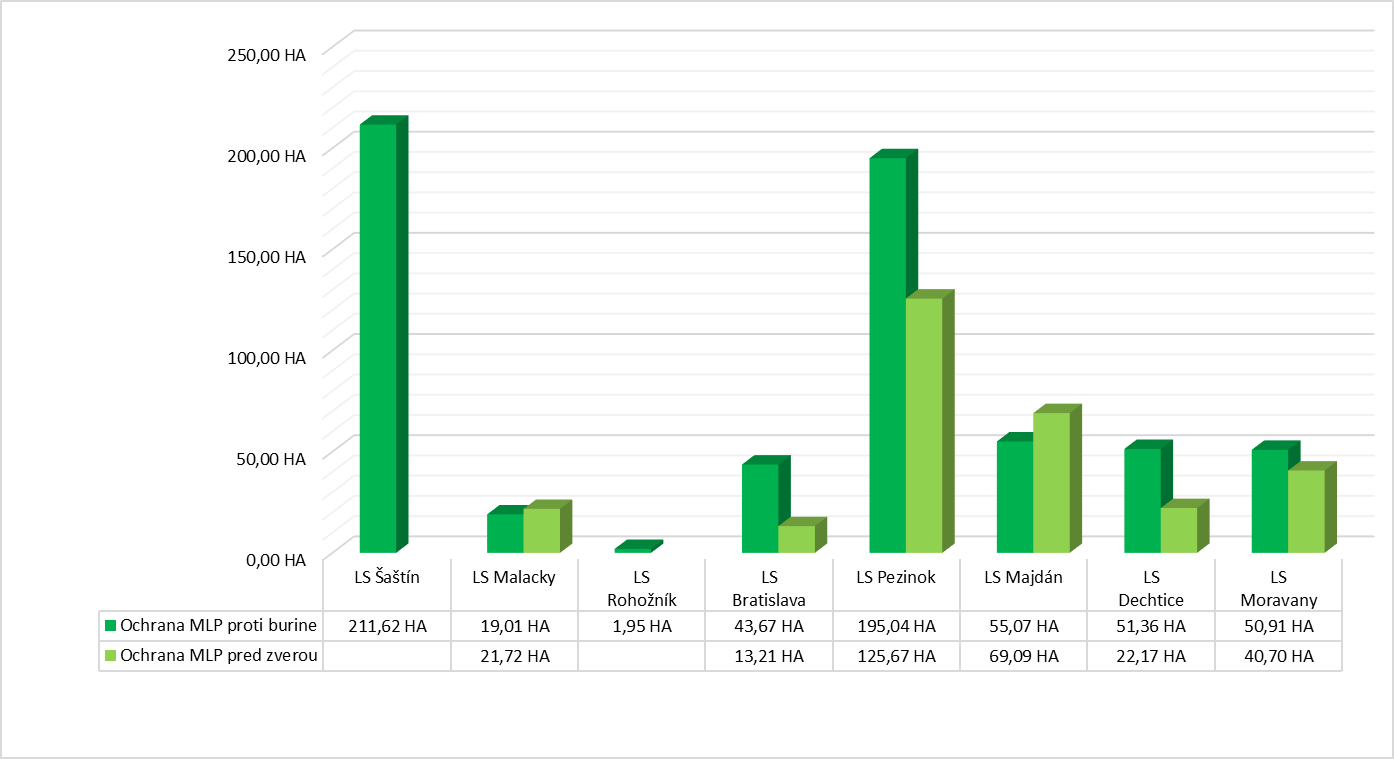 250,00 HA
200,00 HA
150,00 HA
100,00 HA
50,00 HA
0,00 HA
LS Šaštín LS Malacky LS Rohožník LS Bratislava LS Pezinok LS Majdán LS Dechtice LS Moravany
Ochrana MLP proti burine 211,62 HA 19,01 HA 1,95 HA 43,67 HA 195,04 HA 55,07 HA 51,36 HA 50,91 HA
Ochrana MLP pred zverou 21,72 HA 13,21 HA 125,67 HA 69,09 HA 22,17 HA 40,70 HA